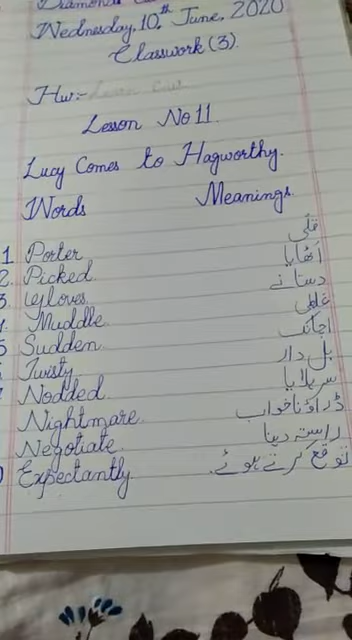 Wednesday, 10th June, 2020
Classwork (3).
Hw:- Learn C.W
Lesson No 11.
Lucy Comes to Hagworthy.
Words Meanings.
1 Porter قلی
2. Picked اُٹھایا
3. Gloves دستانے
4. Muddle غلطی
5 Sudden اچانک
Twisty بل دار
Nodded سر ہلایا
Nightmare ڈراؤنا خواب
Negotiate راستہ دینا
Expectantly توقع کرتے ہوئے.